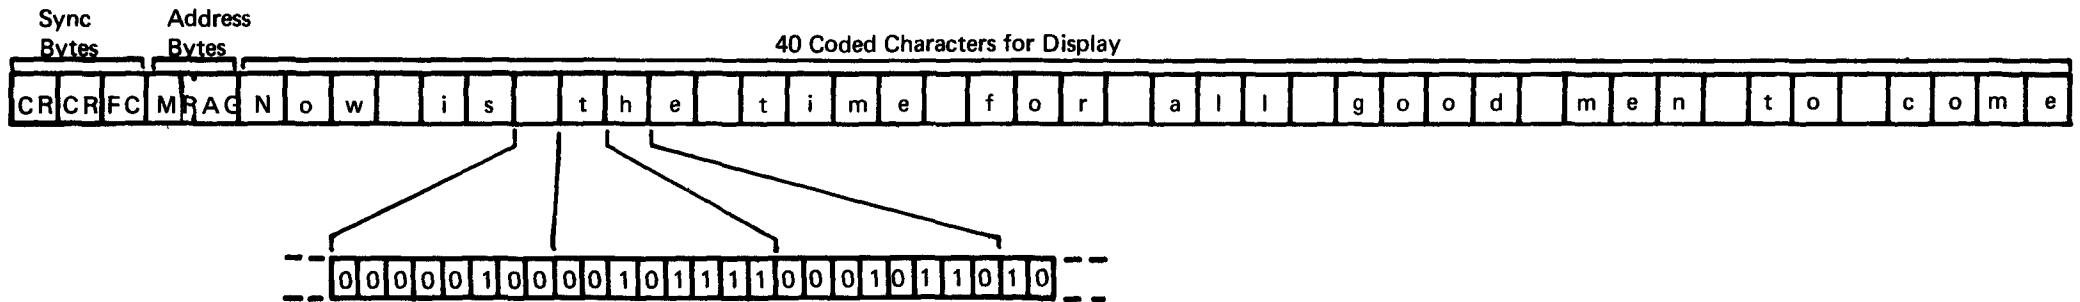 Sync Address
Bytes Bytes 40 Coded Characters for Display
CR CR FC MRAG N o w i s t h e t i m e f o r a l l g o o d m e n t o c o m e
0 0 0 0 0 1 0 0 0 0 1 0 1 1 1 1 0 0 0 1 0 1 1 0 1 0